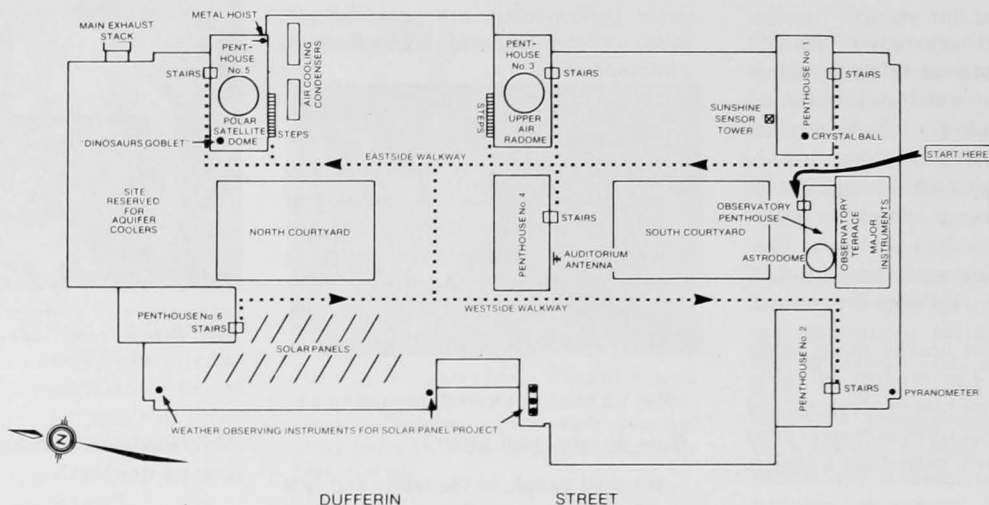 MAIN EXHAUST
STACK
METAL HOIST
STAIRS
PENT-
HOUSE
No. 5
AIR COOLING
CONDENSERS
POLAR
SATELLITE
DOME
STEPS
"DINOSAURS GOBLET"
PENT-
HOUSE
No. 3
STAIRS
STEPS
UPPER
AIR
RADOME
PENTHOUSE No. 1
STAIRS
SUNSHINE
SENSOR
TOWER
CRYSTAL BALL
EASTSIDE WALKWAY
START HERE
SITE
RESERVED
FOR
AQUIFER
COOLERS
NORTH COURTYARD
PENTHOUSE No. 4
STAIRS
AUDITORIUM
ANTENNA
SOUTH COURTYARD
OBSERVATORY
PENTHOUSE
ASTRODOME
OBSERVATORY
TERRACE
MAJOR
INSTRUMENTS
WESTSIDE WALKWAY
PENTHOUSE No. 6
STAIRS
SOLAR PANELS
PENTHOUSE No. 2
STAIRS
PYRANOMETER
WEATHER OBSERVING INSTRUMENTS FOR SOLAR PANEL PROJECT
N
DUFFERIN STREET